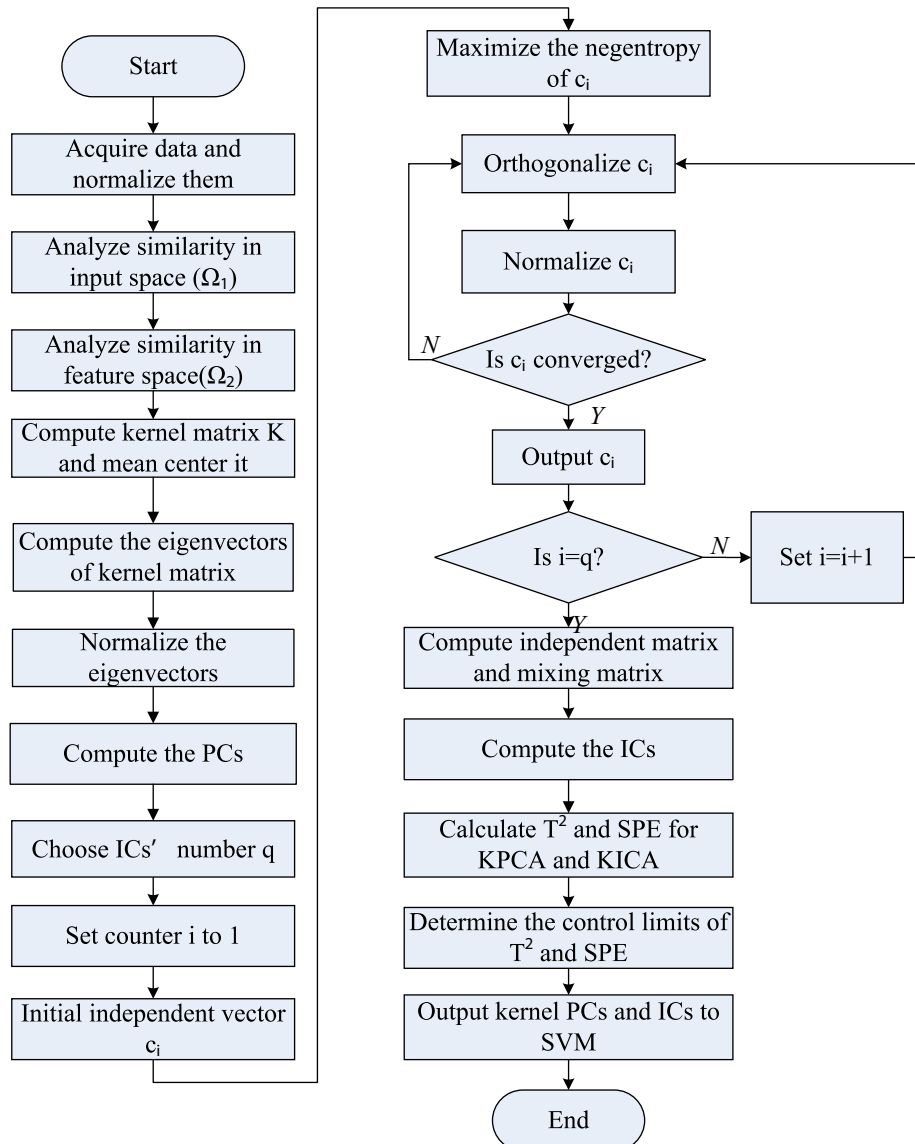 Start
Acquire data and
normalize them
Analyze similarity in
input space (Ω₁)
Analyze similarity in
feature space(Ω₂)
Compute kernel matrix K
and mean center it
Compute the eigenvectors
of kernel matrix
Normalize the
eigenvectors
Compute the PCs
Choose ICs′ number q
Set counter i to 1
Initial independent vector
cᵢ
Maximize the negentropy
of cᵢ
Orthogonalize cᵢ
Normalize cᵢ
N
Is cᵢ converged?
Y
Output cᵢ
Is i=q?
N
Set i=i+1
Y
Compute independent matrix
and mixing matrix
Compute the ICs
Calculate T² and SPE for
KPCA and KICA
Determine the control limits of
T² and SPE
Output kernel PCs and ICs to
SVM
End